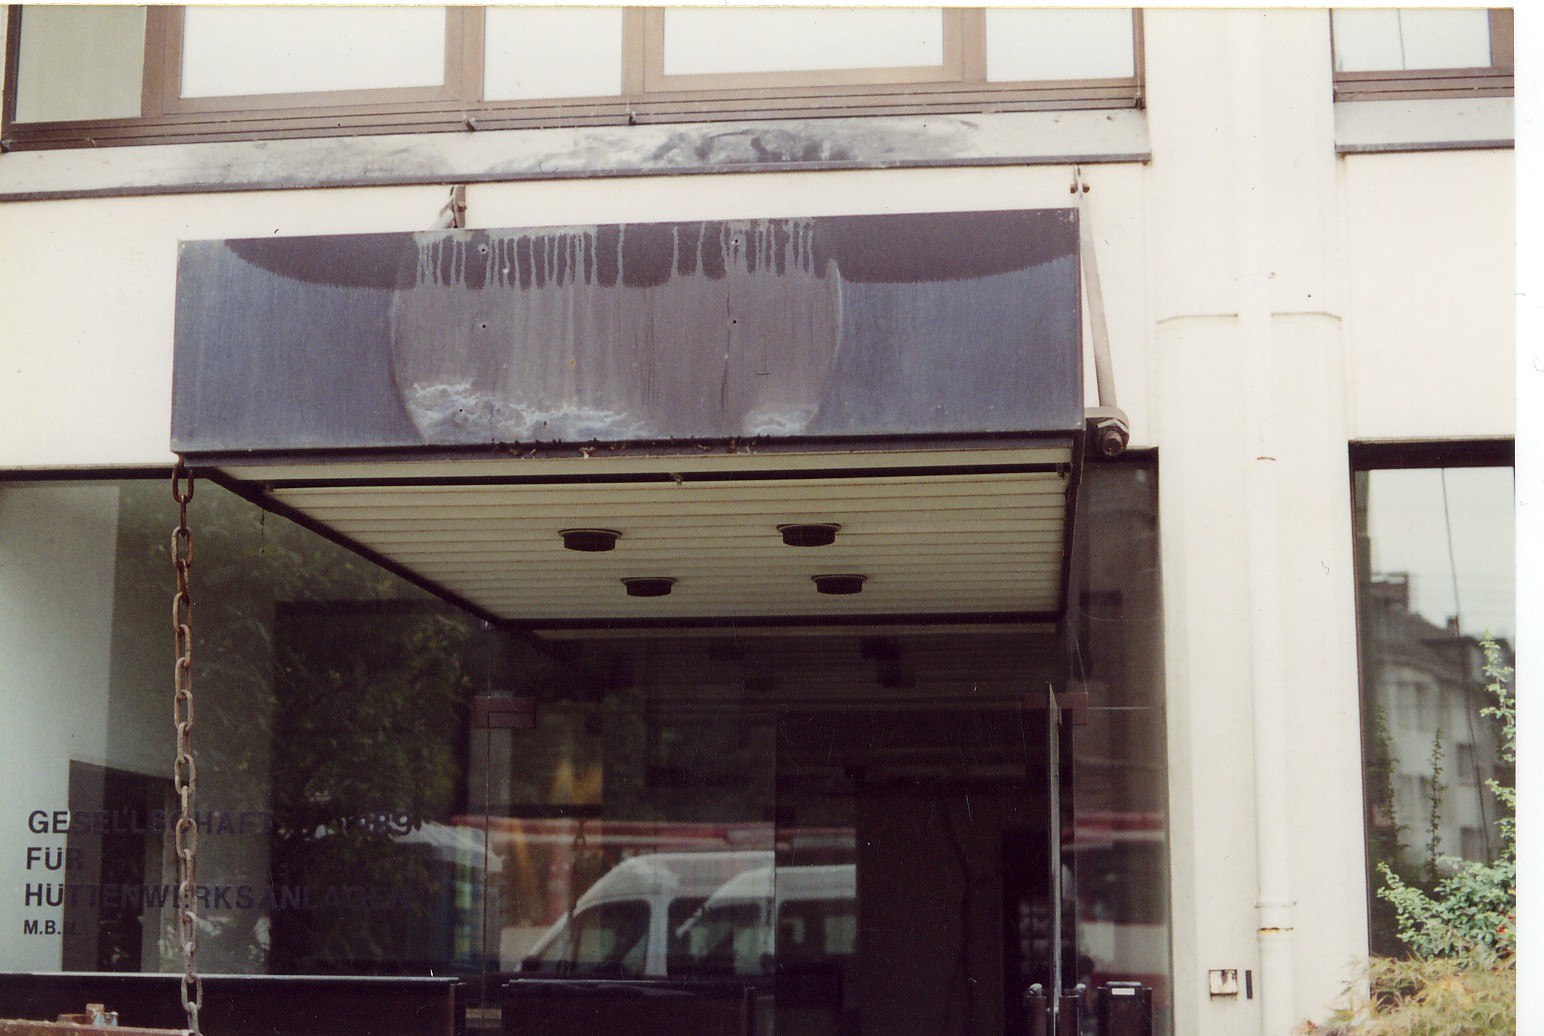 GESELLSCHAFT
FÜR
HÜTTENWERKSANLAGEN
M.B.H.